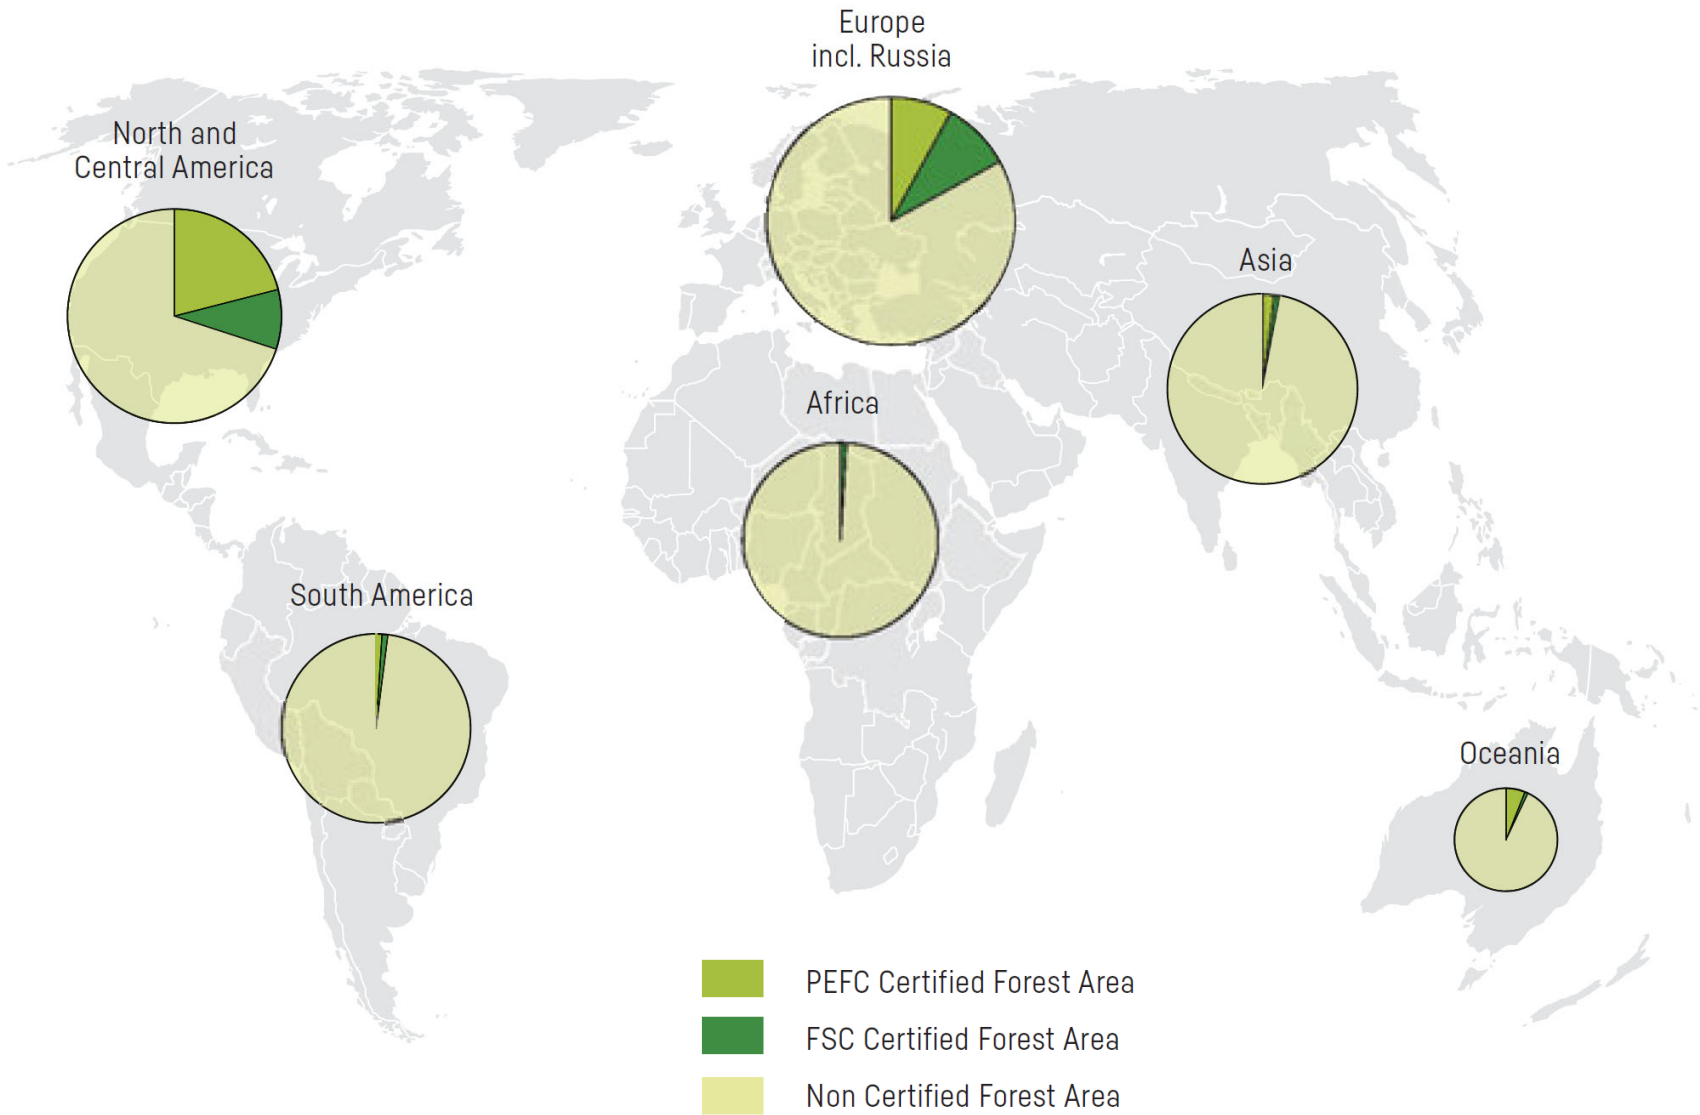 Europe
incl. Russia
North and
Central America
Asia
Africa
South America
Oceania
PEFC Certified Forest Area
FSC Certified Forest Area
Non Certified Forest Area